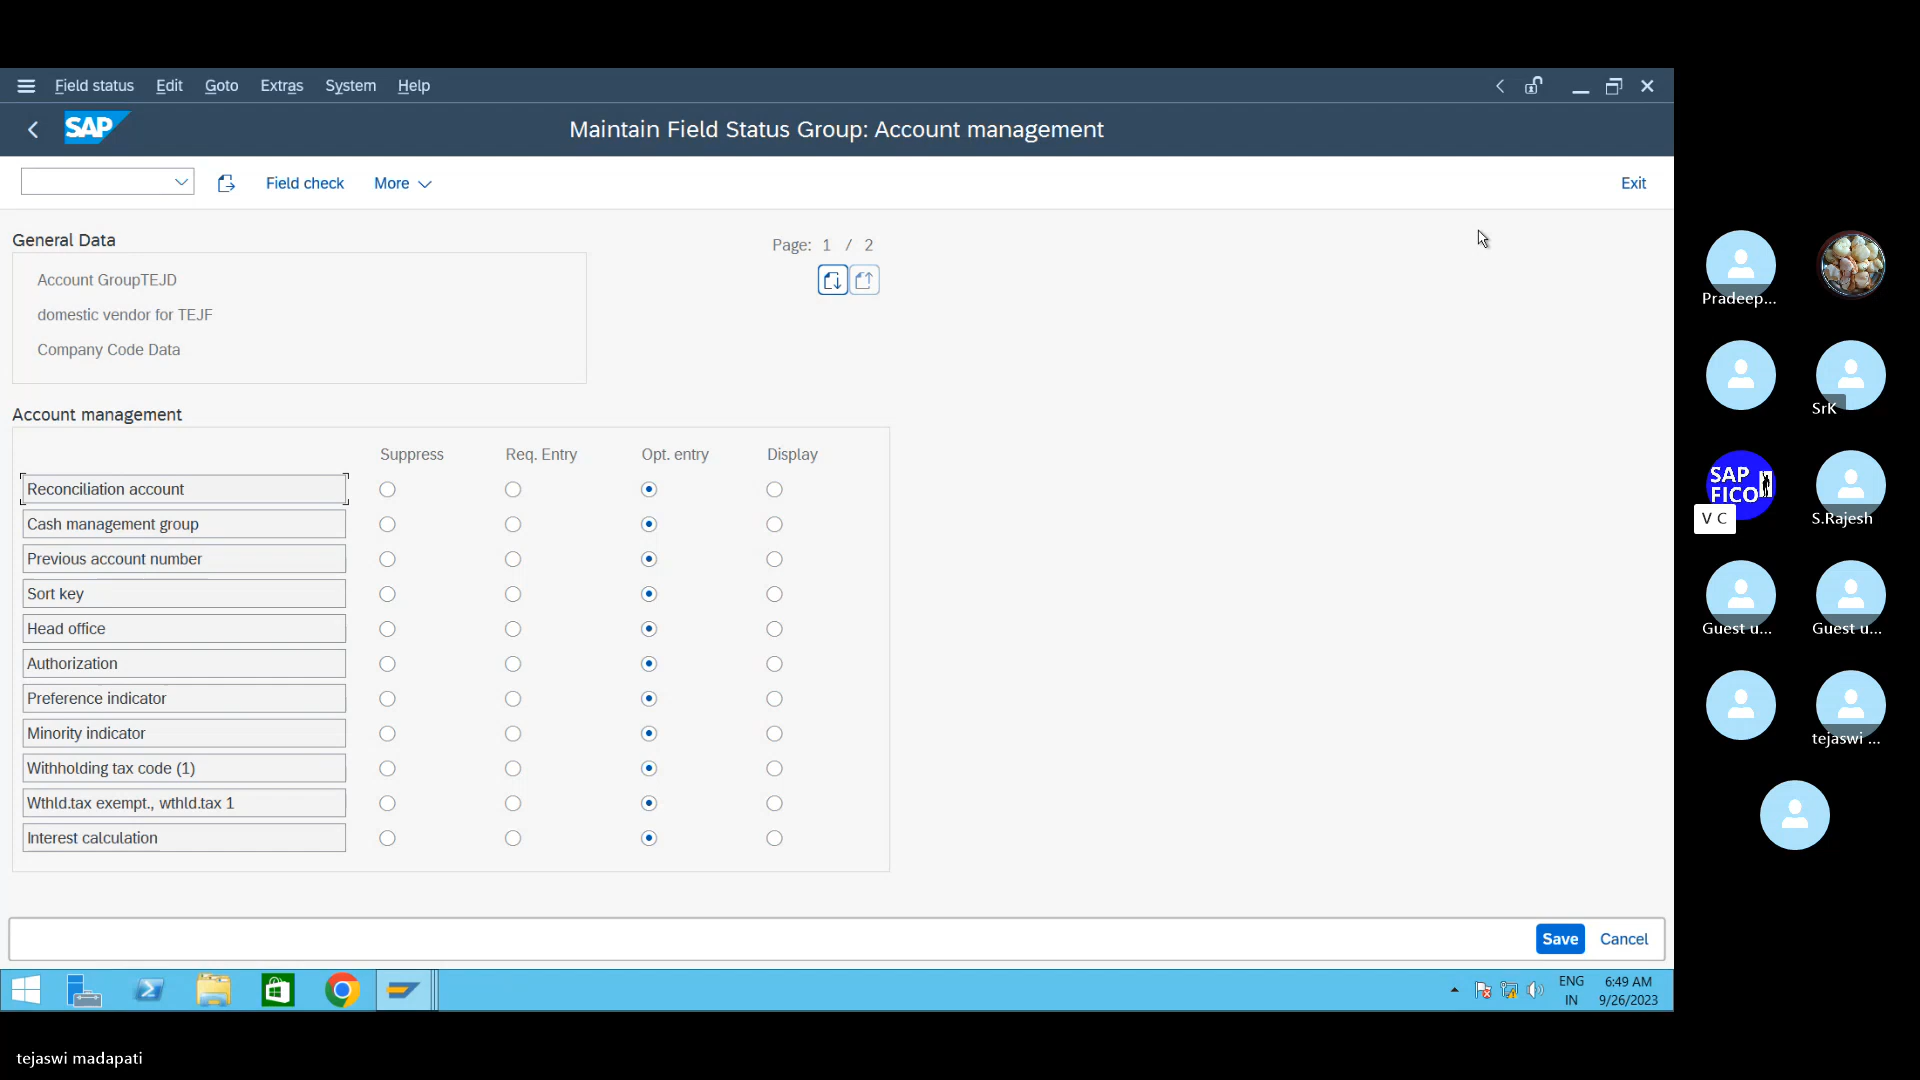 Field status Edit Goto Extras System Help
SAP
Maintain Field Status Group: Account management
Field check More Exit
General Data
Page: 1 / 2
Account GroupTEJD
domestic vendor for TEJF
Company Code Data
Account management
Suppress Req. Entry Opt. entry Display
Reconciliation account
Cash management group
Previous account number
Sort key
Head office
Authorization
Preference indicator
Minority indicator
Withholding tax code (1)
Wthld.tax exempt., wthld.tax 1
Interest calculation
Save Cancel
ENG
IN
6:49 AM
9/26/2023
Pradeep...
SrK
SAP
FICO
V C
S.Rajesh
Guest u...
Guest u...
tejaswi ...
tejaswi madapati